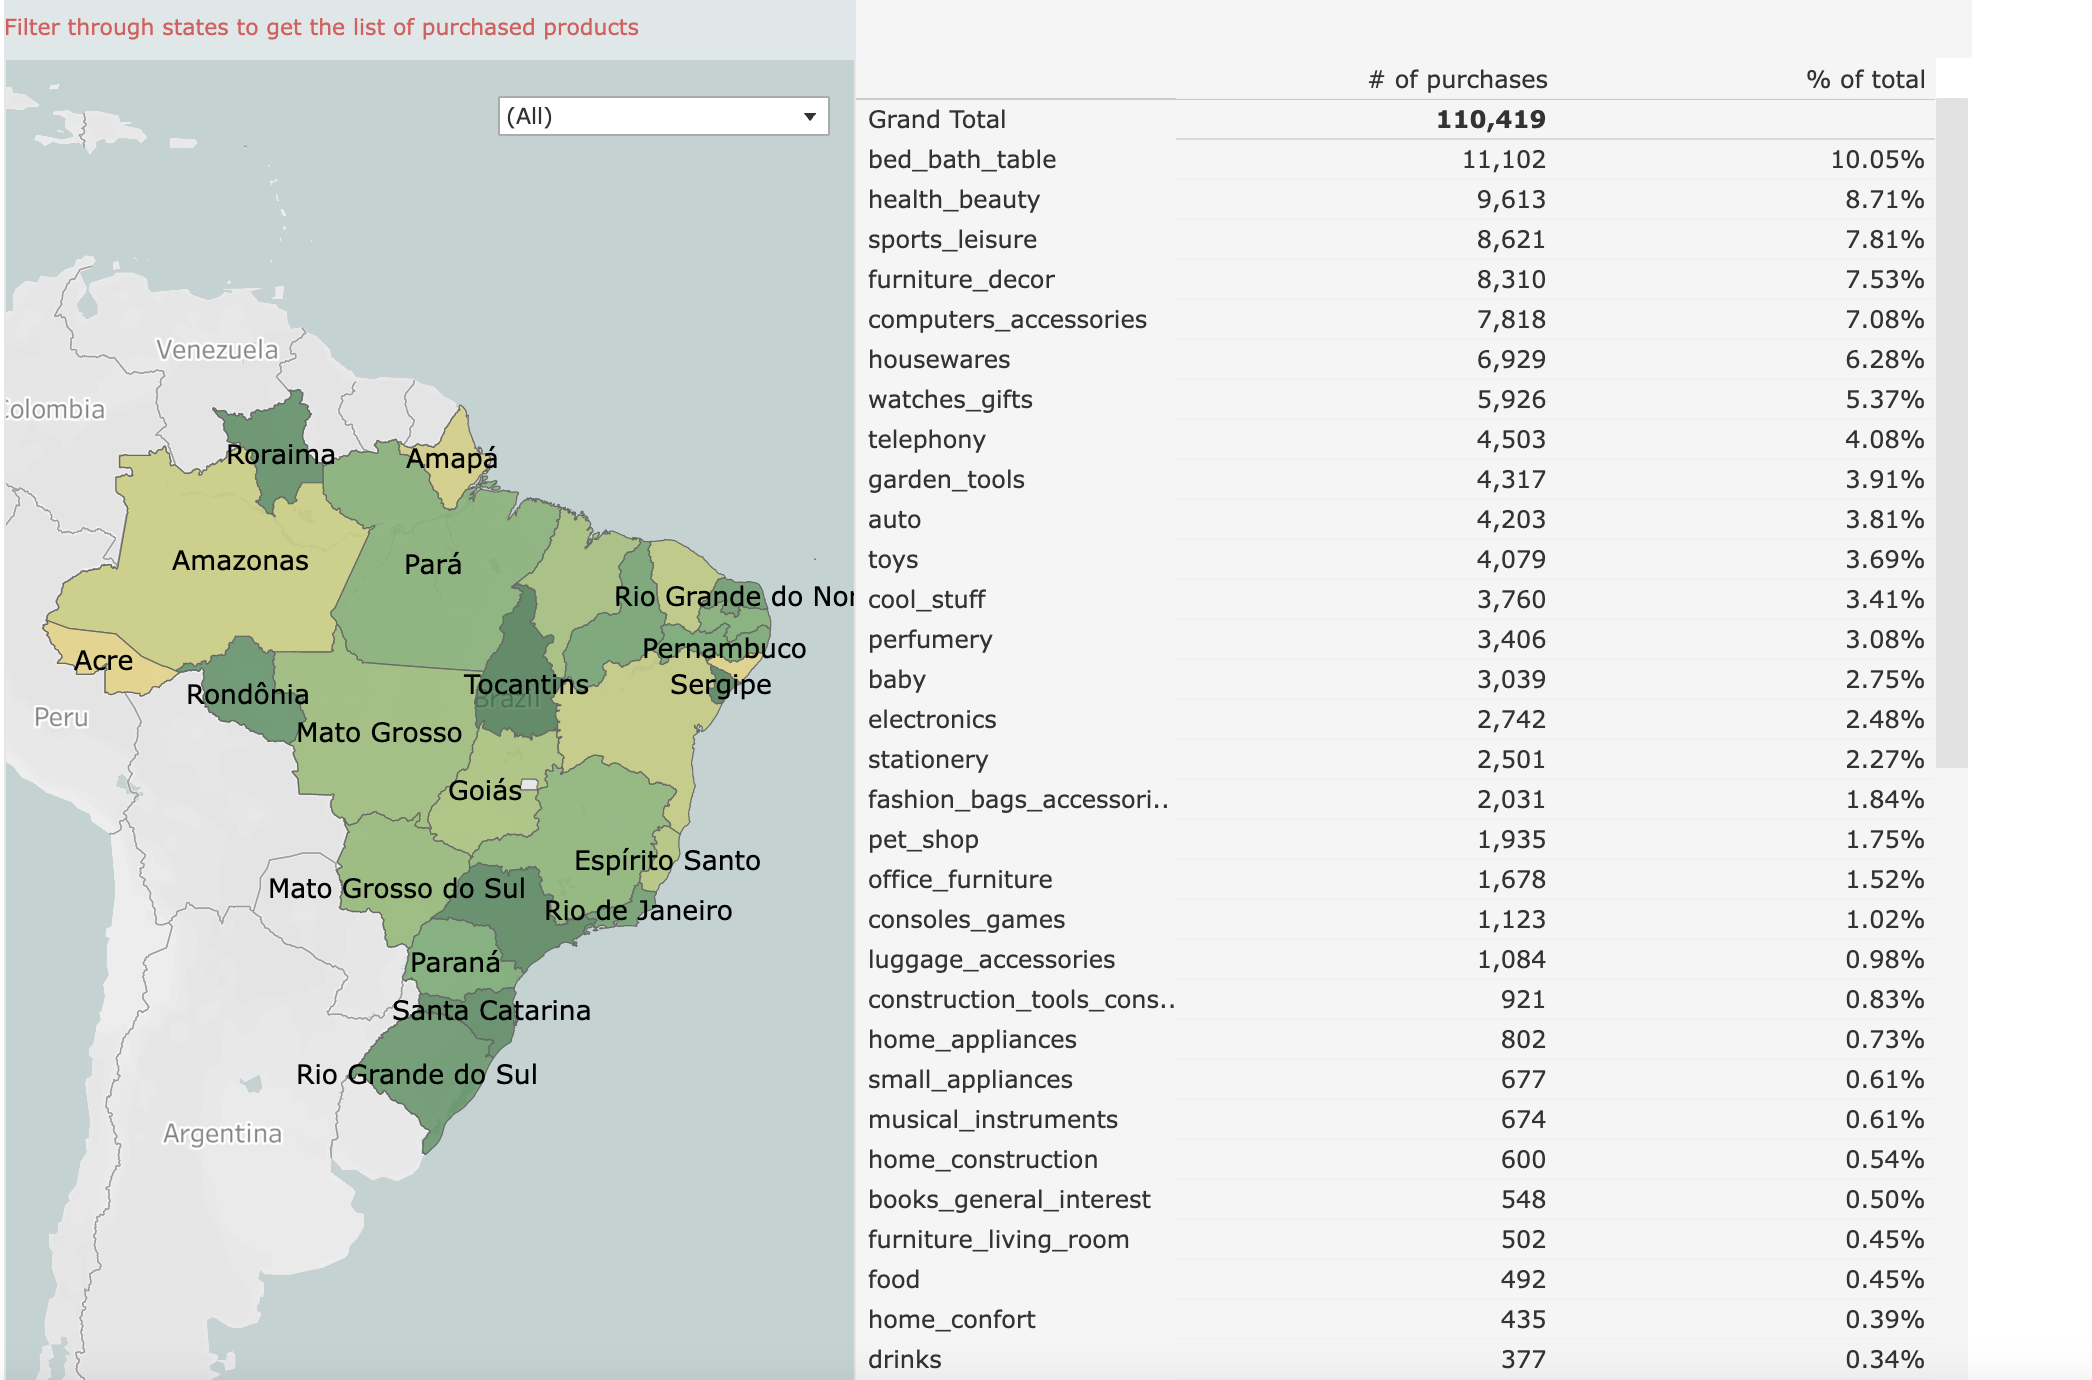 Filter through states to get the list of purchased products
(All)
Venezuela
Colombia
Roraima
Amapá
Amazonas
Pará
Rio Grande do Nor
Pernambuco
Acre
Tocantins
Sergipe
Rondônia
Brazil
Peru
Mato Grosso
Goiás
Espírito Santo
Mato Grosso do Sul
Rio de Janeiro
Paraná
Santa Catarina
Rio Grande do Sul
Argentina
# of purchases % of total
Grand Total 110,419
bed_bath_table 11,102 10.05%
health_beauty 9,613 8.71%
sports_leisure 8,621 7.81%
furniture_decor 8,310 7.53%
computers_accessories 7,818 7.08%
housewares 6,929 6.28%
watches_gifts 5,926 5.37%
telephony 4,503 4.08%
garden_tools 4,317 3.91%
auto 4,203 3.81%
toys 4,079 3.69%
cool_stuff 3,760 3.41%
perfumery 3,406 3.08%
baby 3,039 2.75%
electronics 2,742 2.48%
stationery 2,501 2.27%
fashion_bags_accessori.. 2,031 1.84%
pet_shop 1,935 1.75%
office_furniture 1,678 1.52%
consoles_games 1,123 1.02%
luggage_accessories 1,084 0.98%
construction_tools_cons.. 921 0.83%
home_appliances 802 0.73%
small_appliances 677 0.61%
musical_instruments 674 0.61%
home_construction 600 0.54%
books_general_interest 548 0.50%
furniture_living_room 502 0.45%
food 492 0.45%
home_confort 435 0.39%
drinks 377 0.34%